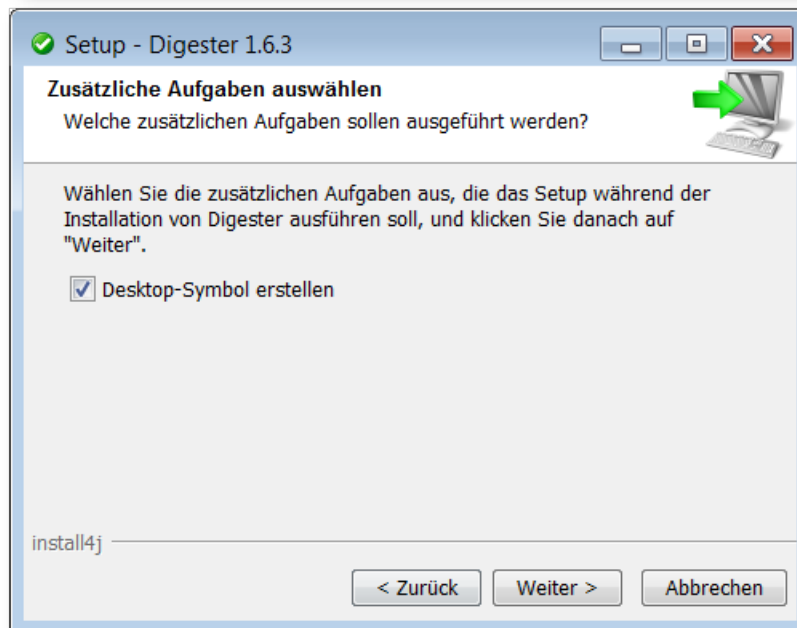 Setup - Digester 1.6.3
Zusätzliche Aufgaben auswählen
Welche zusätzlichen Aufgaben sollen ausgeführt werden?
Wählen Sie die zusätzlichen Aufgaben aus, die das Setup während der
Installation von Digester ausführen soll, und klicken Sie danach auf
"Weiter".
Desktop-Symbol erstellen
install4j
< Zurück
Weiter >
Abbrechen